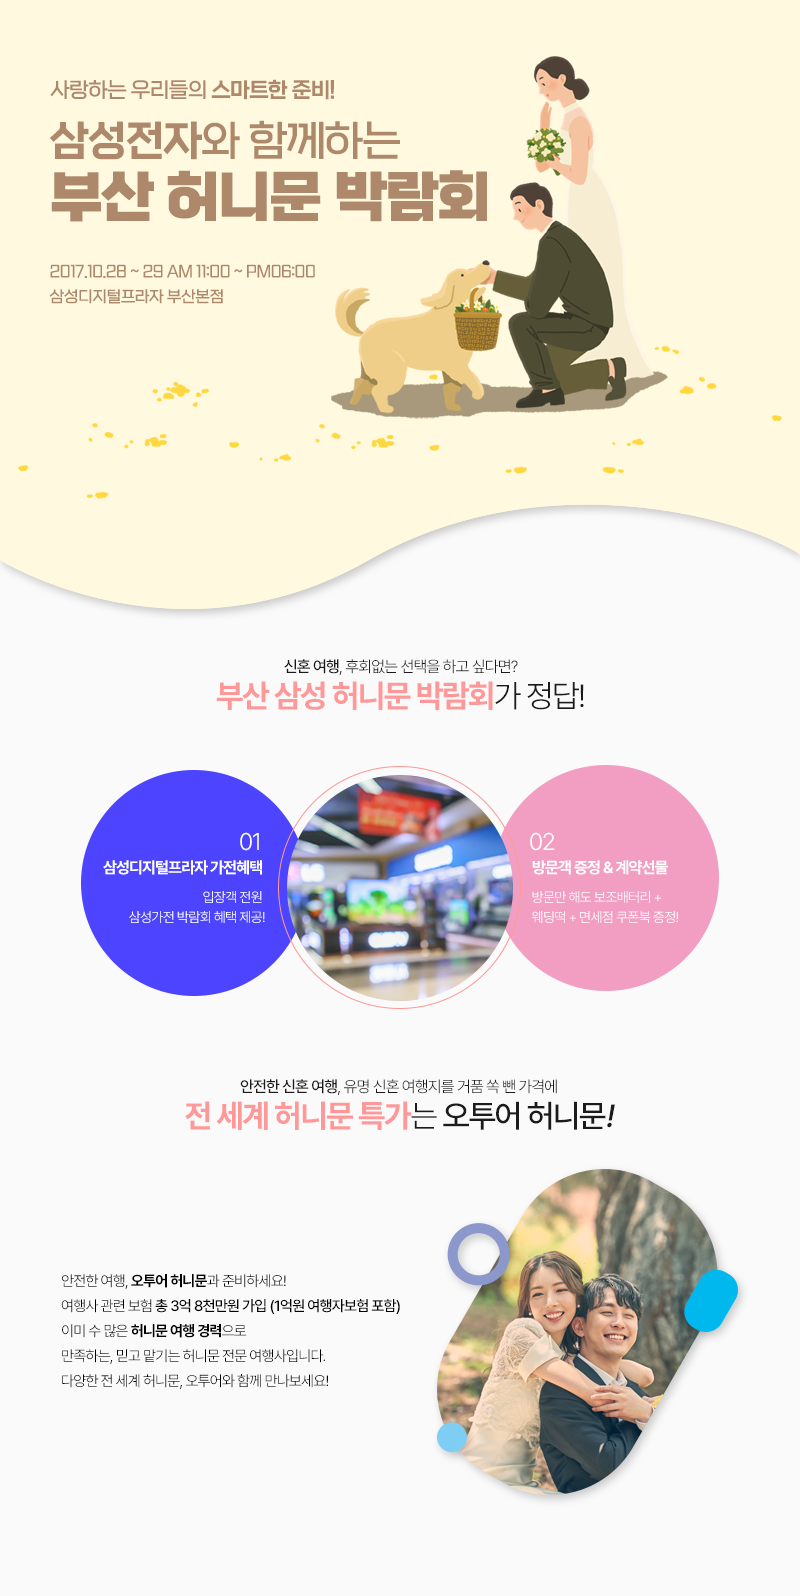 사랑하는 우리들의 스마트한 준비!
삼성전자와 함께하는
부산 허니문 박람회
2017.10.28 ~ 29 AM 11:00 ~ PM06:00
삼성디지털프라자 부산본점
신혼 여행, 후회없는 선택을 하고 싶다면?
부산 삼성 허니문 박람회가 정답!
01
삼성디지털프라자 가전혜택
입장객 전원
삼성가전 박람회 혜택 제공!
02
방문객 증정 & 계약선물
방문만 해도 보조배터리 +
웨딩떡 + 면세점 쿠폰북 증정!
안전한 신혼 여행, 유명 신혼 여행지를 거품 쏙 뺀 가격에
전 세계 허니문 특가는 오투어 허니문!
안전한 여행, 오투어 허니문과 준비하세요!
여행사 관련 보험 총 3억 8천만원 가입 (1억원 여행자보험 포함)
이미 수 많은 허니문 여행 경력으로
만족하는, 믿고 맡기는 허니문 전문 여행사입니다.
다양한 전 세계 허니문, 오투어와 함께 만나보세요!